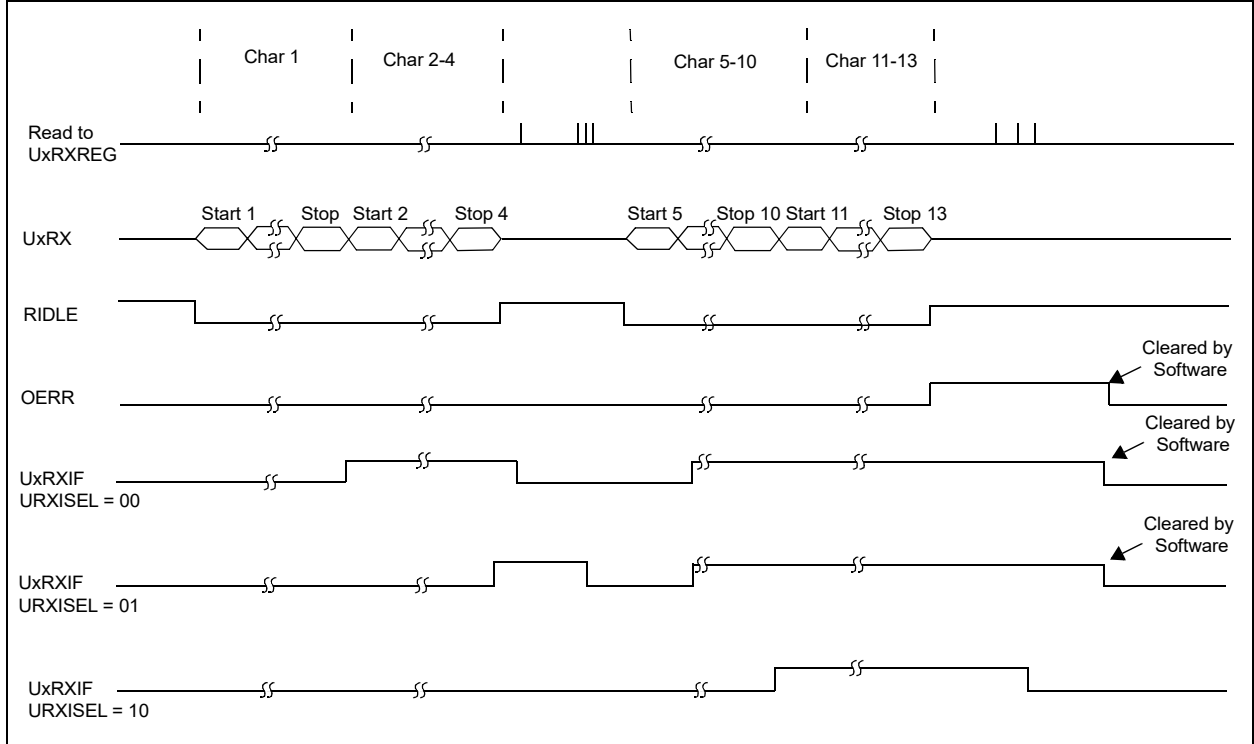 Char 1
Char 2-4
Char 5-10
Char 11-13
Read to
UxRXREG
Start 1
Stop
Start 2
Stop 4
Start 5
Stop 10
Start 11
Stop 13
UxRX
RIDLE
Cleared by
Software
OERR
Cleared by
Software
UxRXIF
URXISEL = 00
Cleared by
Software
UxRXIF
URXISEL = 01
UxRXIF
URXISEL = 10